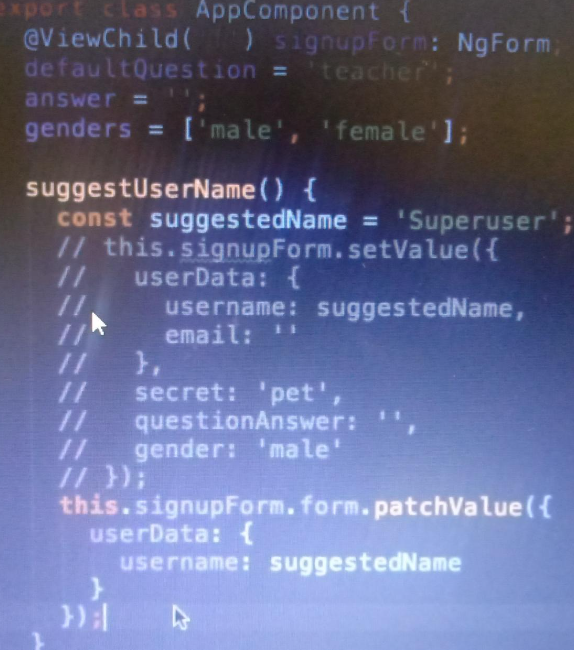 export class AppComponent {
@ViewChild( ) signupForm: NgForm;
defaultQuestion = 'teacher';
answer = '';
genders = ['male', 'female'];
suggestUserName() {
const suggestedName = 'Superuser';
// this.signupForm.setValue({
// userData: {
// username: suggestedName,
// email: ''
// },
// secret: 'pet',
// questionAnswer: '',
// gender: 'male'
// });
this.signupForm.form.patchValue({
userData: {
username: suggestedName
}
});
}